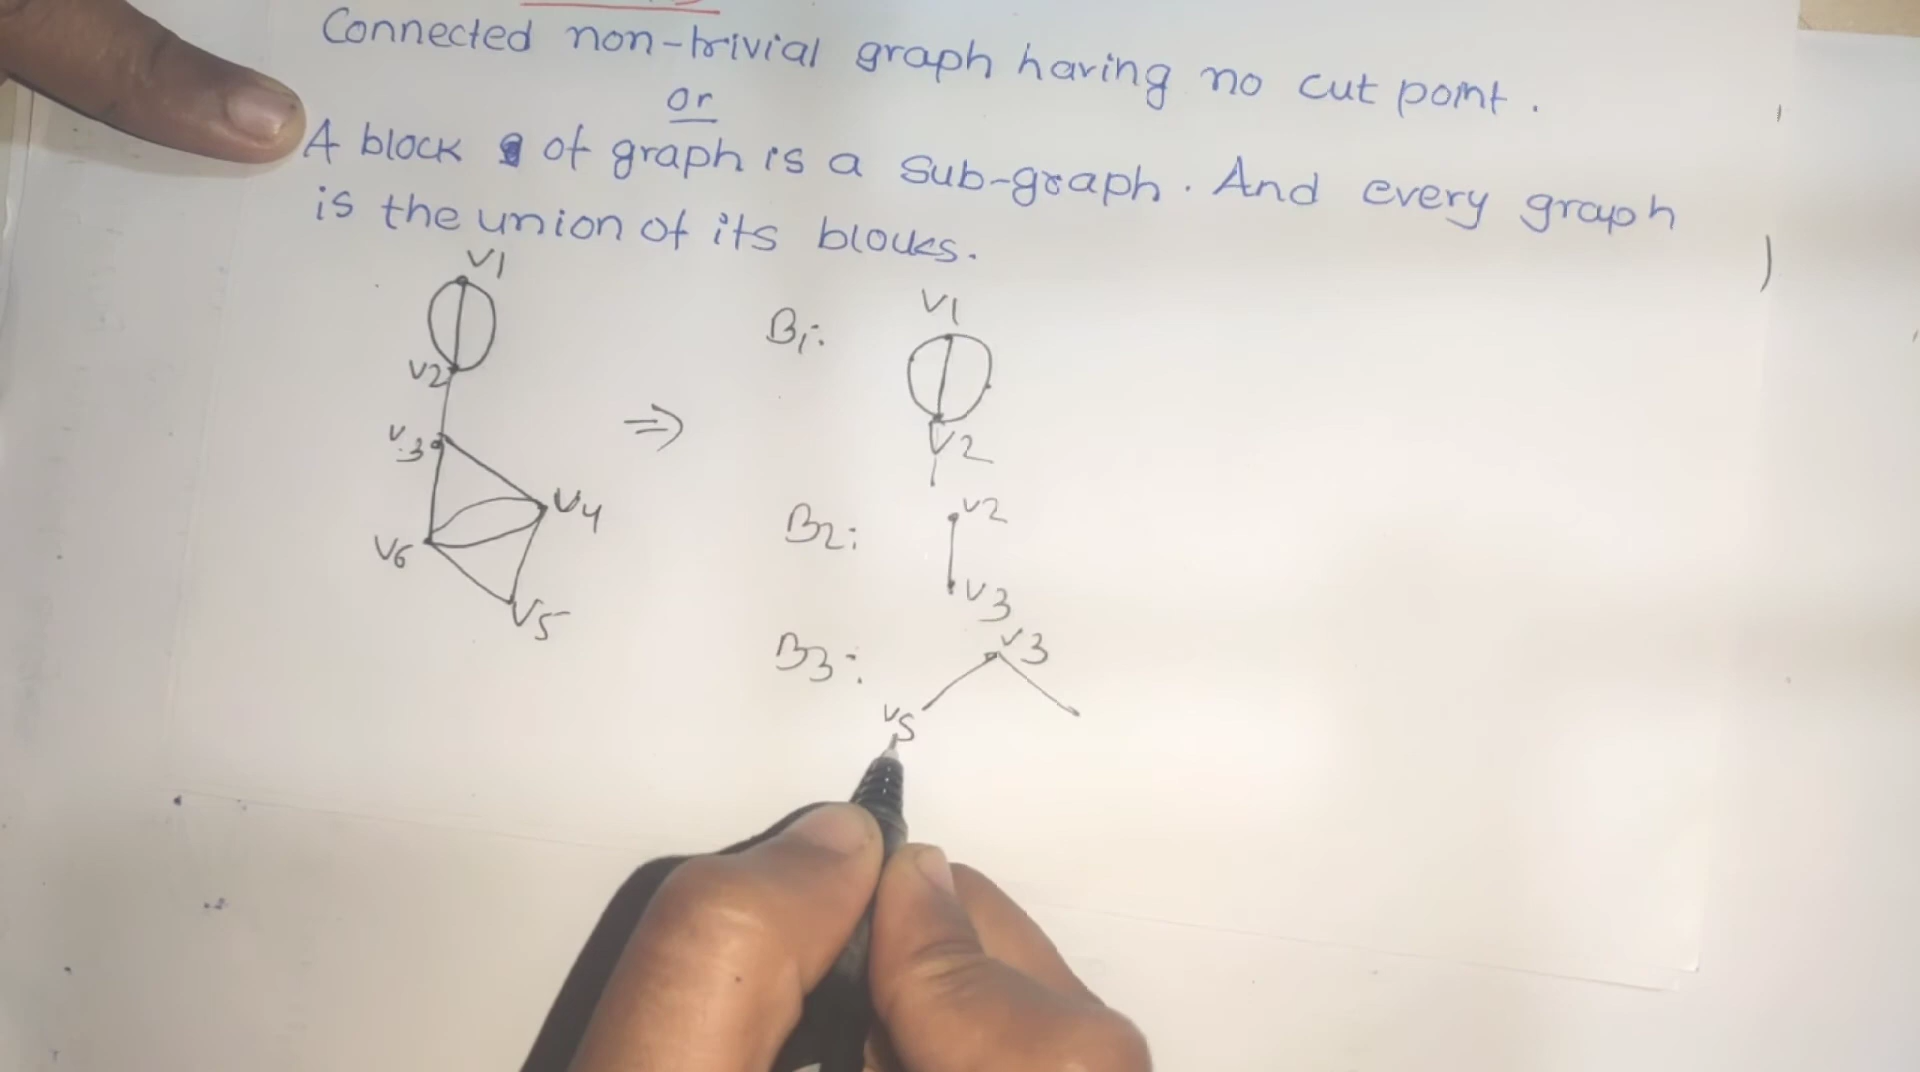 Connected non-trivial graph having no cut point.
or
A block of graph is a sub-graph. And every graph
is the union of its blocks.
V1
V2
V3
V4
V6
V5
⇒
B1:
V1
V2
B2:
V2
V3
B3:
V3
V5